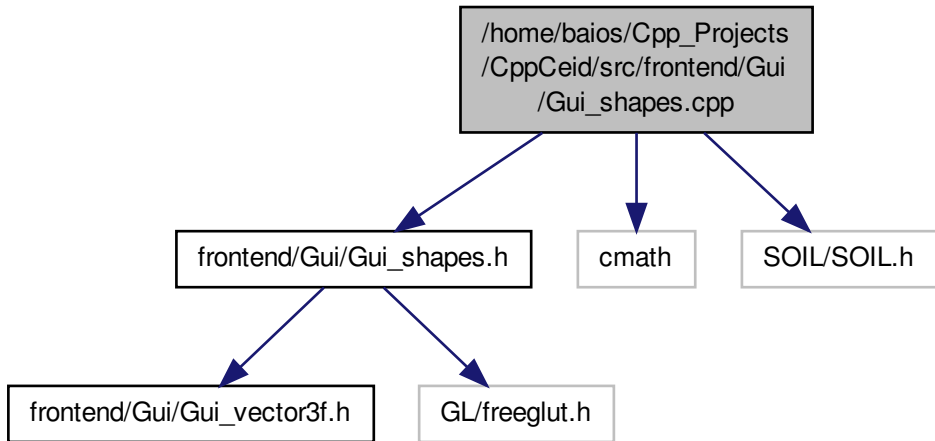 /home/baios/Cpp_Projects
/CppCeid/src/frontend/Gui
/Gui_shapes.cpp
frontend/Gui/Gui_shapes.h
cmath
SOIL/SOIL.h
frontend/Gui/Gui_vector3f.h
GL/freeglut.h